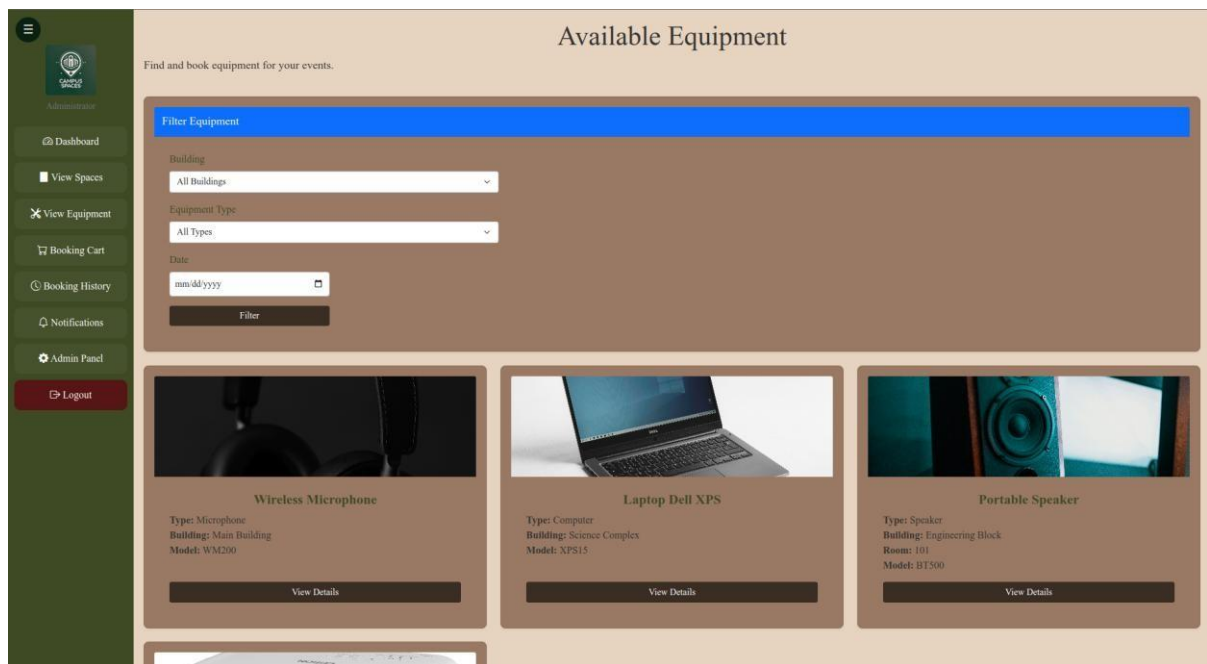 CAMPUS
SPACES
Administrator
Dashboard
View Spaces
View Equipment
Booking Cart
Booking History
Notifications
Admin Panel
Logout
Available Equipment
Find and book equipment for your events.
Filter Equipment
Building
All Buildings
Equipment Type
All Types
Date
mm/dd/yyyy
Filter
Wireless Microphone
Type: Microphone
Building: Main Building
Model: WM200
View Details
Laptop Dell XPS
Type: Computer
Building: Science Complex
Model: XPS15
View Details
Portable Speaker
Type: Speaker
Building: Engineering Block
Room: 101
Model: BT500
View Details